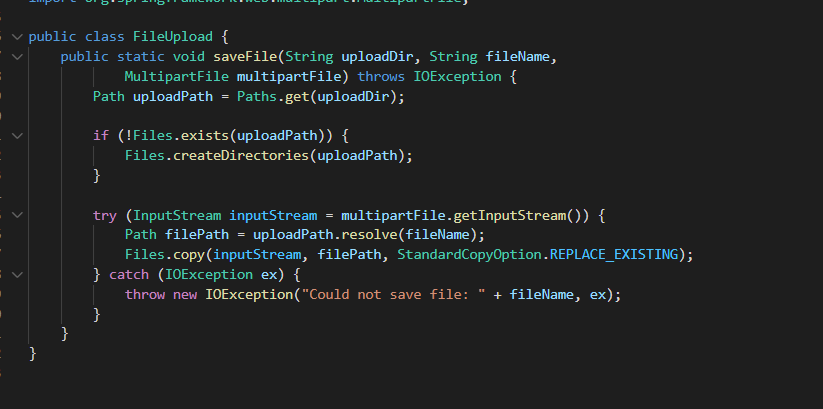 import org.springframework.web.multipart.MultipartFile;
public class FileUpload {
    public static void saveFile(String uploadDir, String fileName,
            MultipartFile multipartFile) throws IOException {
        Path uploadPath = Paths.get(uploadDir);
        if (!Files.exists(uploadPath)) {
            Files.createDirectories(uploadPath);
        }
        try (InputStream inputStream = multipartFile.getInputStream()) {
            Path filePath = uploadPath.resolve(fileName);
            Files.copy(inputStream, filePath, StandardCopyOption.REPLACE_EXISTING);
        } catch (IOException ex) {
            throw new IOException("Could not save file: " + fileName, ex);
        }
    }
}